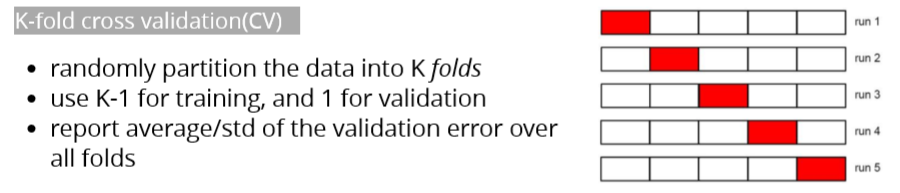 K-fold cross validation(CV)
• randomly partition the data into K folds
• use K-1 for training, and 1 for validation
• report average/std of the validation error over
all folds
run 1
run 2
run 3
run 4
run 5